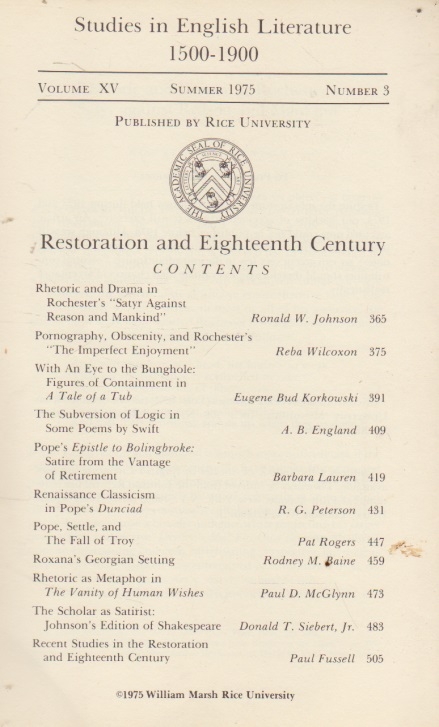 Studies in English Literature
1500-1900
VOLUME XV SUMMER 1975 NUMBER 3
PUBLISHED BY RICE UNIVERSITY
THE ACADEMIC SEAL OF RICE UNIVERSITY
Restoration and Eighteenth Century
CONTENTS
Rhetoric and Drama in
Rochester's "Satyr Against
Reason and Mankind" Ronald W. Johnson 365
Pornography, Obscenity, and Rochester's
"The Imperfect Enjoyment" Reba Wilcoxon 375
With An Eye to the Bunghole:
Figures of Containment in
A Tale of a Tub Eugene Bud Korkowski 391
The Subversion of Logic in
Some Poems by Swift A. B. England 409
Pope's Epistle to Bolingbroke:
Satire from the Vantage
of Retirement Barbara Lauren 419
Renaissance Classicism
in Pope's Dunciad R. G. Peterson 431
Pope, Settle, and
The Fall of Troy Pat Rogers 447
Roxana's Georgian Setting Rodney M. Baine 459
Rhetoric as Metaphor in
The Vanity of Human Wishes Paul D. McGlynn 473
The Scholar as Satirist:
Johnson's Edition of Shakespeare Donald T. Siebert, Jr. 483
Recent Studies in the Restoration
and Eighteenth Century Paul Fussell 505
©1975 William Marsh Rice University